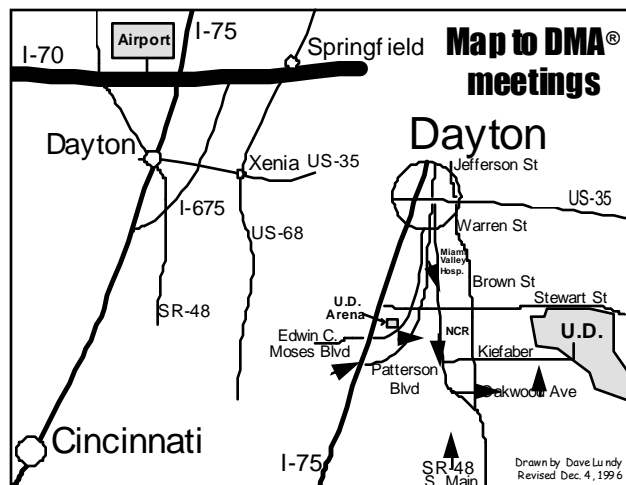 I-70
Airport
I-75
Springfield
Map to DMA®
meetings
Dayton
Xenia
US-35
I-675
US-68
SR-48
Cincinnati
Dayton
Jefferson St
US-35
Warren St
Miami
Valley
Hosp.
Brown St
Stewart St
U.D.
Arena
U.D.
Edwin C.
Moses Blvd
NCR
Kiefaber
Patterson
Blvd
Oakwood Ave
I-75
SR-48
S. Main
Drawn by Dave Lundy
Revised Dec. 4, 1996